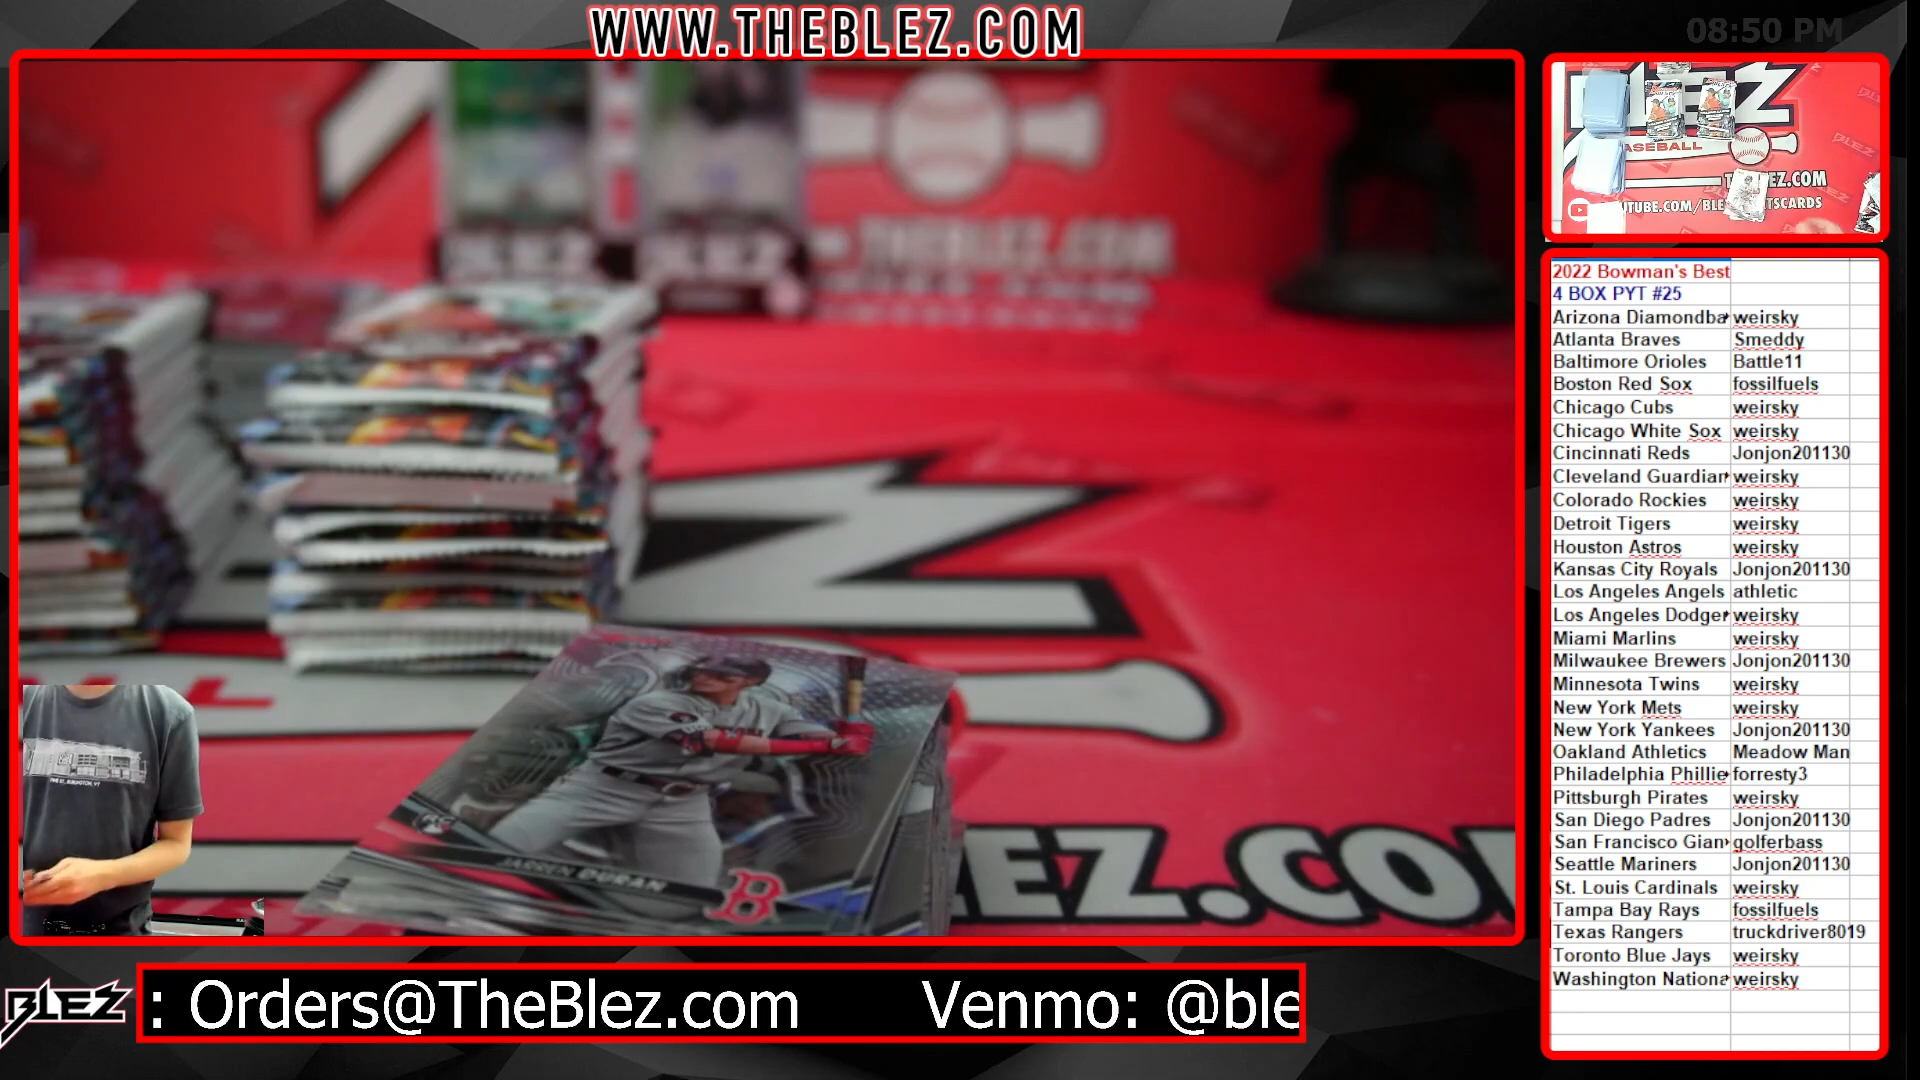 WWW.THEBLEZ.COM
08:50 PM
BASEBALL
2022 Bowman's Best
4 BOX PYT #25
Arizona Diamondba weirsky
Atlanta Braves Smeddy
Baltimore Orioles Battle11
Boston Red Sox fossilfuels
Chicago Cubs weirsky
Chicago White Sox weirsky
Cincinnati Reds Jonjon201130
Cleveland Guardian weirsky
Colorado Rockies weirsky
Detroit Tigers weirsky
Houston Astros weirsky
Kansas City Royals Jonjon201130
Los Angeles Angels athletic
Los Angeles Dodger weirsky
Miami Marlins weirsky
Milwaukee Brewers Jonjon201130
Minnesota Twins weirsky
New York Mets weirsky
New York Yankees Jonjon201130
Oakland Athletics Meadow Man
Philadelphia Phillie forresty3
Pittsburgh Pirates weirsky
San Diego Padres Jonjon201130
San Francisco Gian golferbass
Seattle Mariners Jonjon201130
St. Louis Cardinals weirsky
Tampa Bay Rays fossilfuels
Texas Rangers truckdriver8019
Toronto Blue Jays weirsky
Washington Nationa weirsky
THEBLEZ.COM
JARREN DURAN
B
RC
EZ.CO
BLEZ
: Orders@TheBlez.com Venmo: @ble